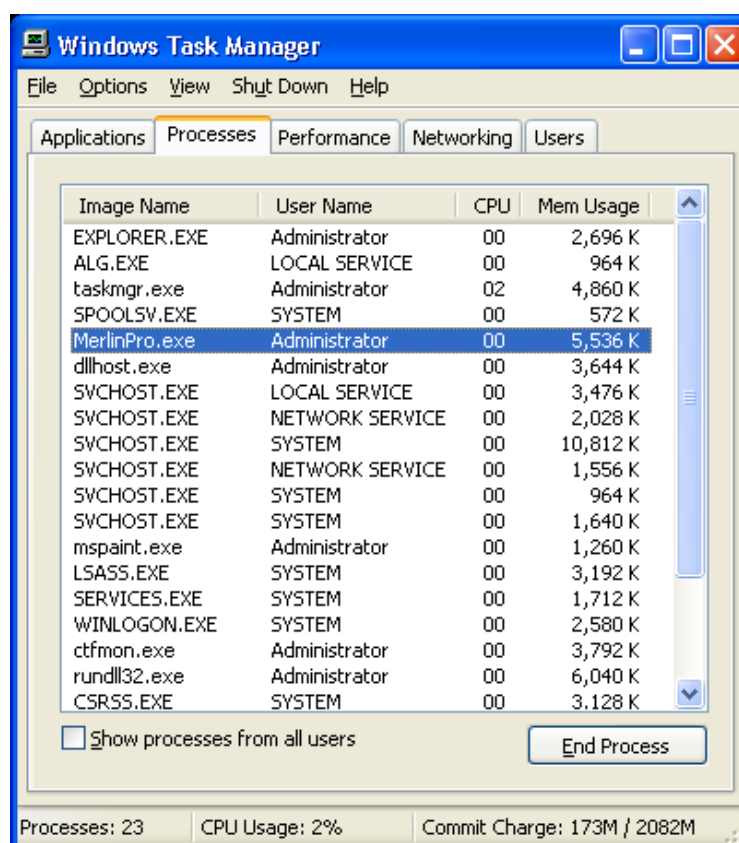 Windows Task Manager
File Options View Shut Down Help
Applications Processes Performance Networking Users
Image Name User Name CPU Mem Usage
EXPLORER.EXE Administrator 00 2,696 K
ALG.EXE LOCAL SERVICE 00 964 K
taskmgr.exe Administrator 02 4,860 K
SPOOLSV.EXE SYSTEM 00 572 K
MerlinPro.exe Administrator 00 5,536 K
dllhost.exe Administrator 00 3,644 K
SVCHOST.EXE LOCAL SERVICE 00 3,476 K
SVCHOST.EXE NETWORK SERVICE 00 2,028 K
SVCHOST.EXE SYSTEM 00 10,812 K
SVCHOST.EXE NETWORK SERVICE 00 1,556 K
SVCHOST.EXE SYSTEM 00 964 K
SVCHOST.EXE SYSTEM 00 1,640 K
mspaint.exe Administrator 00 1,260 K
LSASS.EXE SYSTEM 00 3,192 K
SERVICES.EXE SYSTEM 00 1,712 K
WINLOGON.EXE SYSTEM 00 2,580 K
ctfmon.exe Administrator 00 3,792 K
rundll32.exe Administrator 00 6,040 K
CSRSS.EXE SYSTEM 00 3,128 K
Show processes from all users
End Process
Processes: 23 CPU Usage: 2% Commit Charge: 173M / 2082M